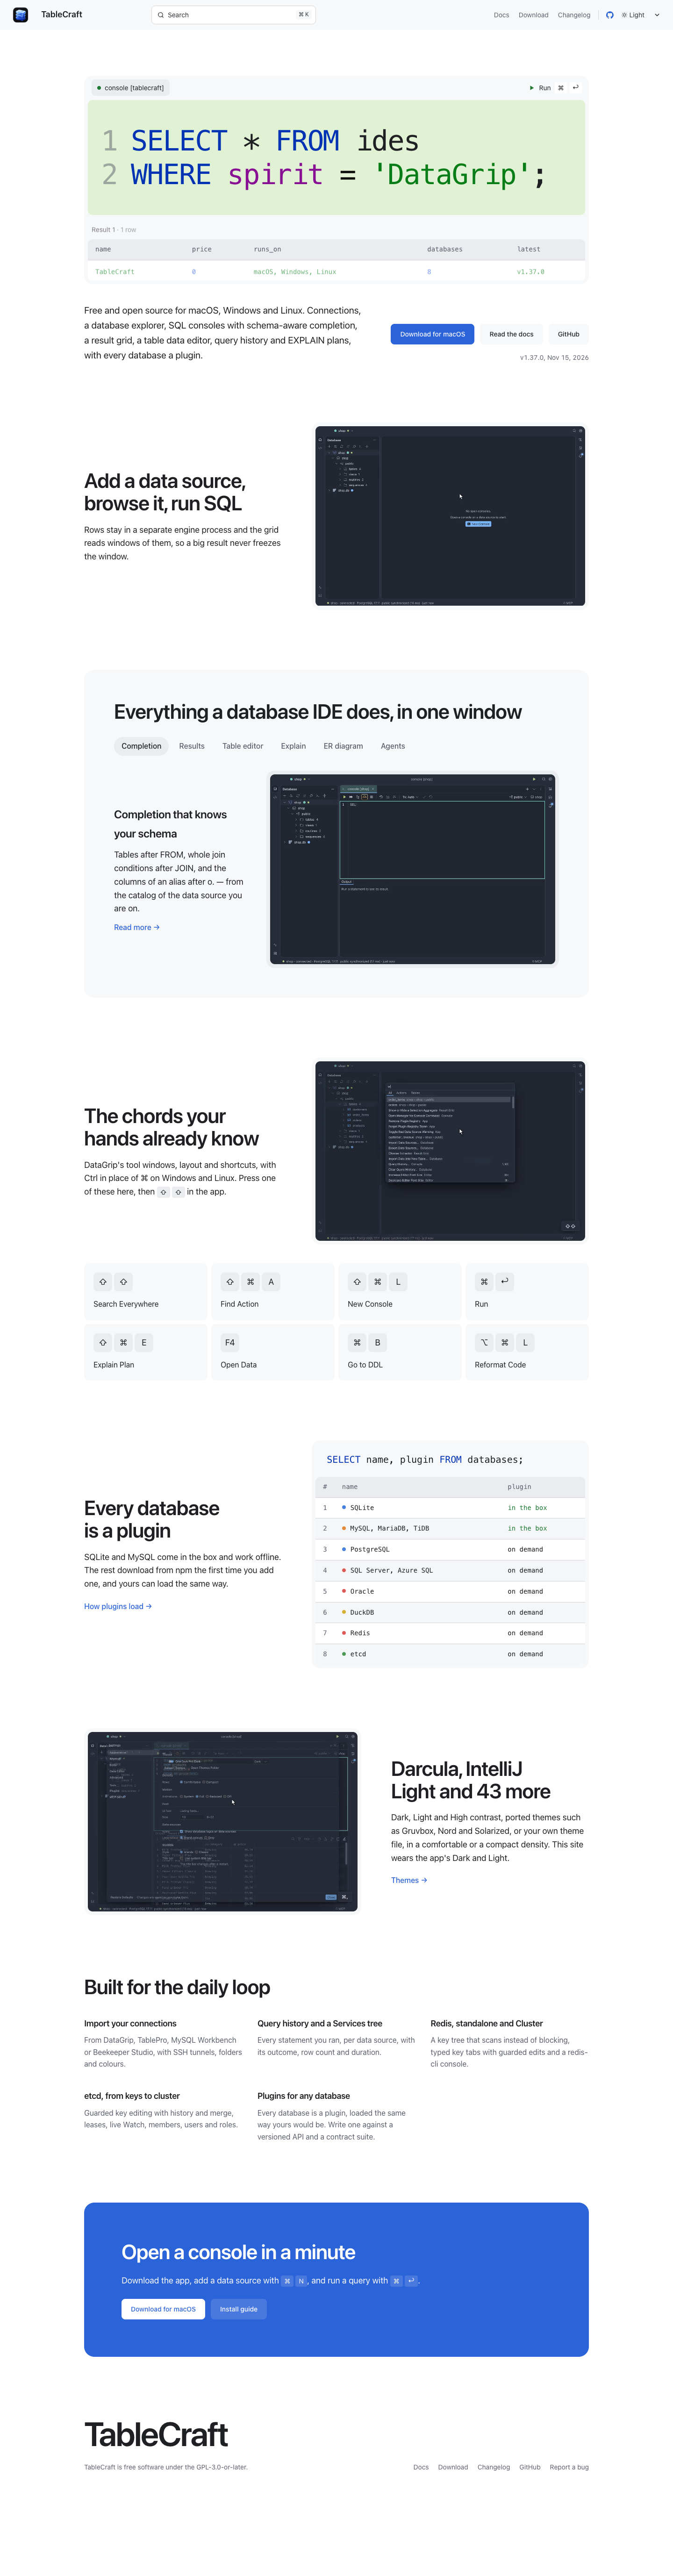 TableCraft
Search
⌘ K
Docs
Download
Changelog
Light
console [tablecraft]
Run ⌘ ↵
1 SELECT * FROM ides
2 WHERE spirit = 'DataGrip';
Result 1 · 1 row
name price runs_on databases latest
TableCraft 0 macOS, Windows, Linux 8 v1.37.0
Free and open source for macOS, Windows and Linux. Connections,
a database explorer, SQL consoles with schema-aware completion,
a result grid, a table data editor, query history and EXPLAIN plans,
with every database a plugin.
Download for macOS
Read the docs
GitHub
v1.37.0, Nov 15, 2026
Add a data source,
browse it, run SQL
Rows stay in a separate engine process and the grid
reads windows of them, so a big result never freezes
the window.
Everything a database IDE does, in one window
Completion
Results
Table editor
Explain
ER diagram
Agents
Completion that knows
your schema
Tables after FROM, whole join
conditions after JOIN, and the
columns of an alias after o. — from
the catalog of the data source you
are on.
Read more →
The chords your
hands already know
DataGrip's tool windows, layout and shortcuts, with
Ctrl in place of ⌘ on Windows and Linux. Press one
of these here, then ⇧ ⇧ in the app.
⇧ ⇧
Search Everywhere
⇧ ⌘ A
Find Action
⇧ ⌘ L
New Console
⌘ ↵
Run
⇧ ⌘ E
Explain Plan
F4
Open Data
⌘ B
Go to DDL
⌥ ⌘ L
Reformat Code
Every database
is a plugin
SQLite and MySQL come in the box and work offline.
The rest download from npm the first time you add
one, and yours can load the same way.
How plugins load →
SELECT name, plugin FROM databases;
# name plugin
1 SQLite in the box
2 MySQL, MariaDB, TiDB in the box
3 PostgreSQL on demand
4 SQL Server, Azure SQL on demand
5 Oracle on demand
6 DuckDB on demand
7 Redis on demand
8 etcd on demand
Darcula, IntelliJ
Light and 43 more
Dark, Light and High contrast, ported themes such
as Gruvbox, Nord and Solarized, or your own theme
file, in a comfortable or a compact density. This site
wears the app's Dark and Light.
Themes →
Built for the daily loop
Import your connections
From DataGrip, TablePro, MySQL Workbench
or Beekeeper Studio, with SSH tunnels, folders
and colours.
Query history and a Services tree
Every statement you ran, per data source, with
its outcome, row count and duration.
Redis, standalone and Cluster
A key tree that scans instead of blocking,
typed key tabs with guarded edits and a redis-
cli console.
etcd, from keys to cluster
Guarded key editing with history and merge,
leases, live Watch, members, users and roles.
Plugins for any database
Every database is a plugin, loaded the same
way yours would be. Write one against a
versioned API and a contract suite.
Open a console in a minute
Download the app, add a data source with ⌘ N, and run a query with ⌘ ↵.
Download for macOS
Install guide
TableCraft
TableCraft is free software under the GPL-3.0-or-later.
Docs
Download
Changelog
GitHub
Report a bug